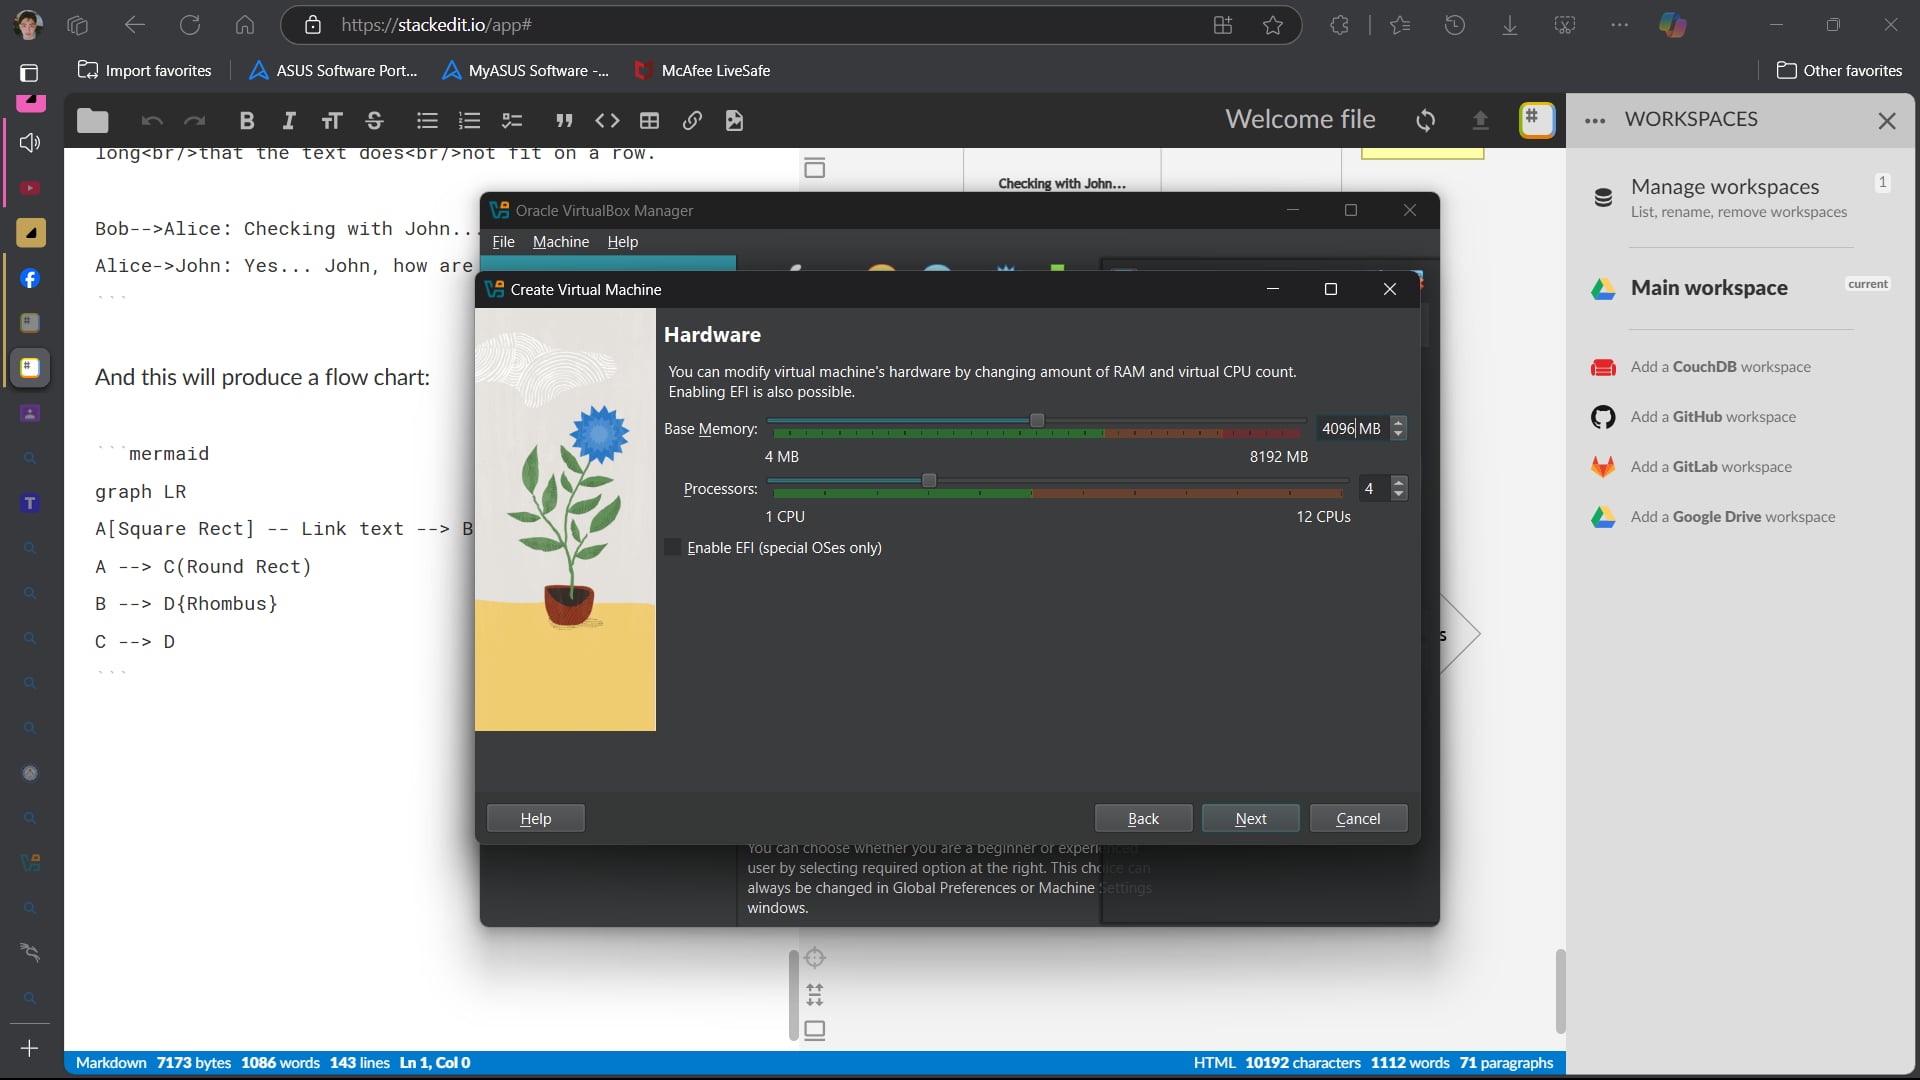 https://stackedit.io/app#
Import favorites
ASUS Software Port...
MyASUS Software -...
McAfee LiveSafe
Other favorites
Welcome file
WORKSPACES
long<br/>that the text does<br/>not fit on a row.
Bob-->Alice: Checking with John...
Alice->John: Yes... John, how are
```
And this will produce a flow chart:
```mermaid
graph LR
A[Square Rect] -- Link text --> B
A --> C(Round Rect)
B --> D{Rhombus}
C --> D
```
Checking with John...
Oracle VirtualBox Manager
File Machine Help
Create Virtual Machine
Hardware
You can modify virtual machine's hardware by changing amount of RAM and virtual CPU count.
Enabling EFI is also possible.
Base Memory:
4096 MB
4 MB
8192 MB
Processors:
4
1 CPU
12 CPUs
Enable EFI (special OSes only)
Help
Back
Next
Cancel
You can choose whether you are a beginner or experienced
user by selecting required option at the right. This choice can
always be changed in Global Preferences or Machine Settings
windows.
s
Manage workspaces
1
List, rename, remove workspaces
Main workspace
current
Add a CouchDB workspace
Add a GitHub workspace
Add a GitLab workspace
Add a Google Drive workspace
Markdown 7173 bytes 1086 words 143 lines Ln 1, Col 0
HTML 10192 characters 1112 words 71 paragraphs